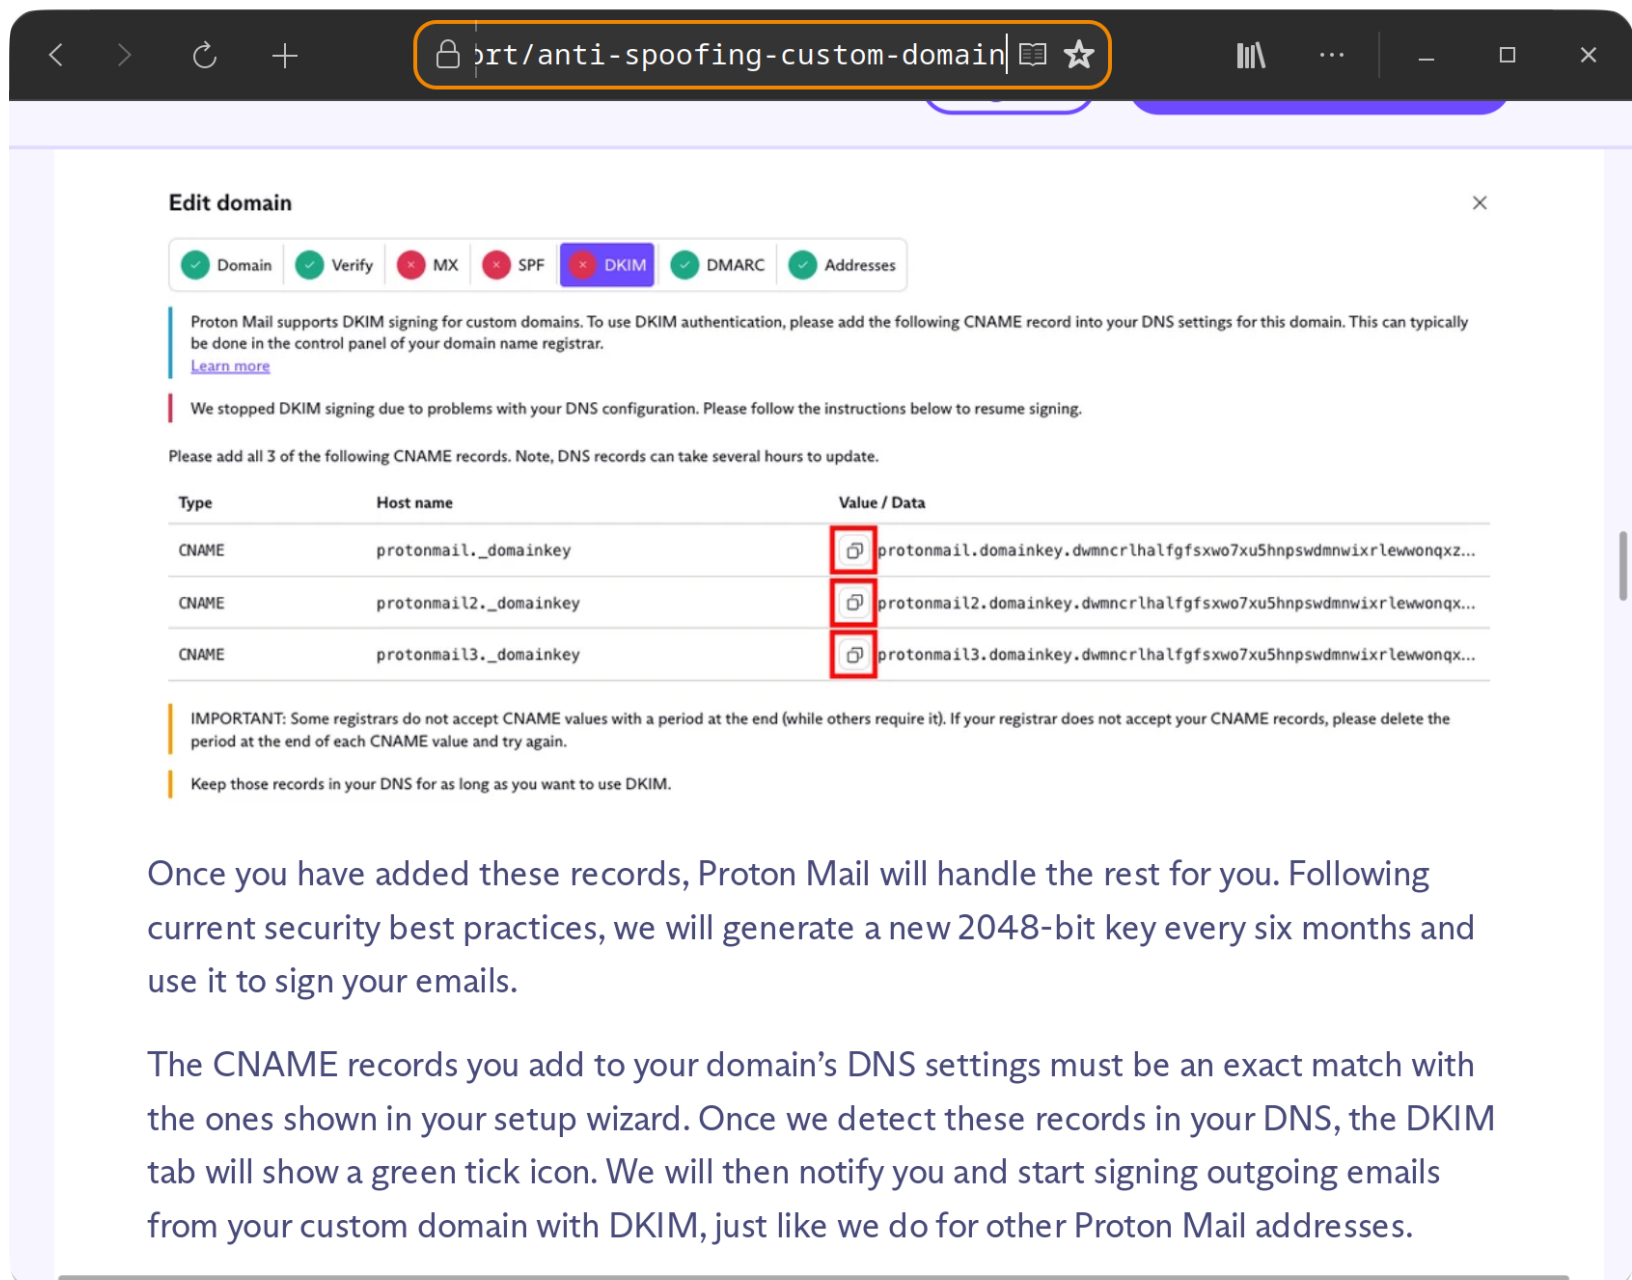 ort/anti-spoofing-custom-domain
Edit domain
Domain Verify MX SPF DKIM DMARC Addresses
Proton Mail supports DKIM signing for custom domains. To use DKIM authentication, please add the following CNAME record into your DNS settings for this domain. This can typically
be done in the control panel of your domain name registrar.
Learn more
We stopped DKIM signing due to problems with your DNS configuration. Please follow the instructions below to resume signing.
Please add all 3 of the following CNAME records. Note, DNS records can take several hours to update.
Type Host name Value / Data
CNAME protonmail._domainkey protonmail.domainkey.dwmncrlhalfgfsxwo7xu5hnpswdmnwixrlewwonqxz...
CNAME protonmail2._domainkey protonmail2.domainkey.dwmncrlhalfgfsxwo7xu5hnpswdmnwixrlewwonqx...
CNAME protonmail3._domainkey protonmail3.domainkey.dwmncrlhalfgfsxwo7xu5hnpswdmnwixrlewwonqx...
IMPORTANT: Some registrars do not accept CNAME values with a period at the end (while others require it). If your registrar does not accept your CNAME records, please delete the
period at the end of each CNAME value and try again.
Keep those records in your DNS for as long as you want to use DKIM.
Once you have added these records, Proton Mail will handle the rest for you. Following
current security best practices, we will generate a new 2048-bit key every six months and
use it to sign your emails.
The CNAME records you add to your domain’s DNS settings must be an exact match with
the ones shown in your setup wizard. Once we detect these records in your DNS, the DKIM
tab will show a green tick icon. We will then notify you and start signing outgoing emails
from your custom domain with DKIM, just like we do for other Proton Mail addresses.